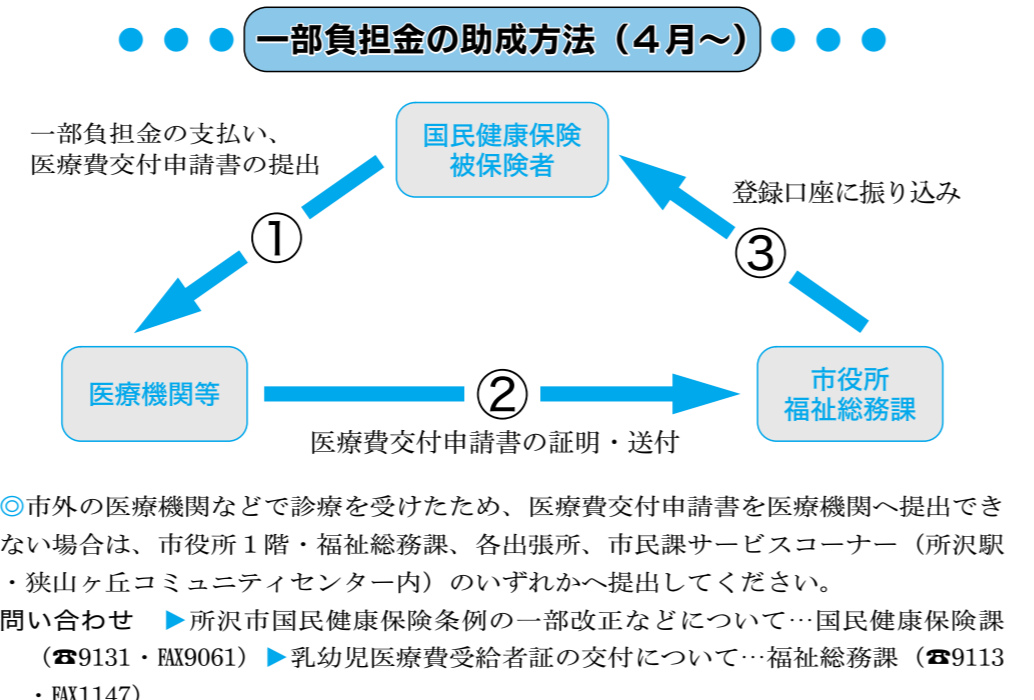 一部負担金の助成方法（４月〜）
国民健康保険
被保険者
一部負担金の支払い、
医療費交付申請書の提出
①
登録口座に振り込み
③
医療機関等
②
市役所
福祉総務課
医療費交付申請書の証明・送付
◎市外の医療機関などで診療を受けたため、医療費交付申請書を医療機関へ提出でき
ない場合は、市役所１階・福祉総務課、各出張所、市民課サービスコーナー（所沢駅
・狭山ヶ丘コミュニティセンター内）のいずれかへ提出してください。
問い合わせ　▶所沢市国民健康保険条例の一部改正などについて…国民健康保険課
（☎9131・FAX9061）▶乳幼児医療費受給者証の交付について…福祉総務課（☎9113
・FAX1147）